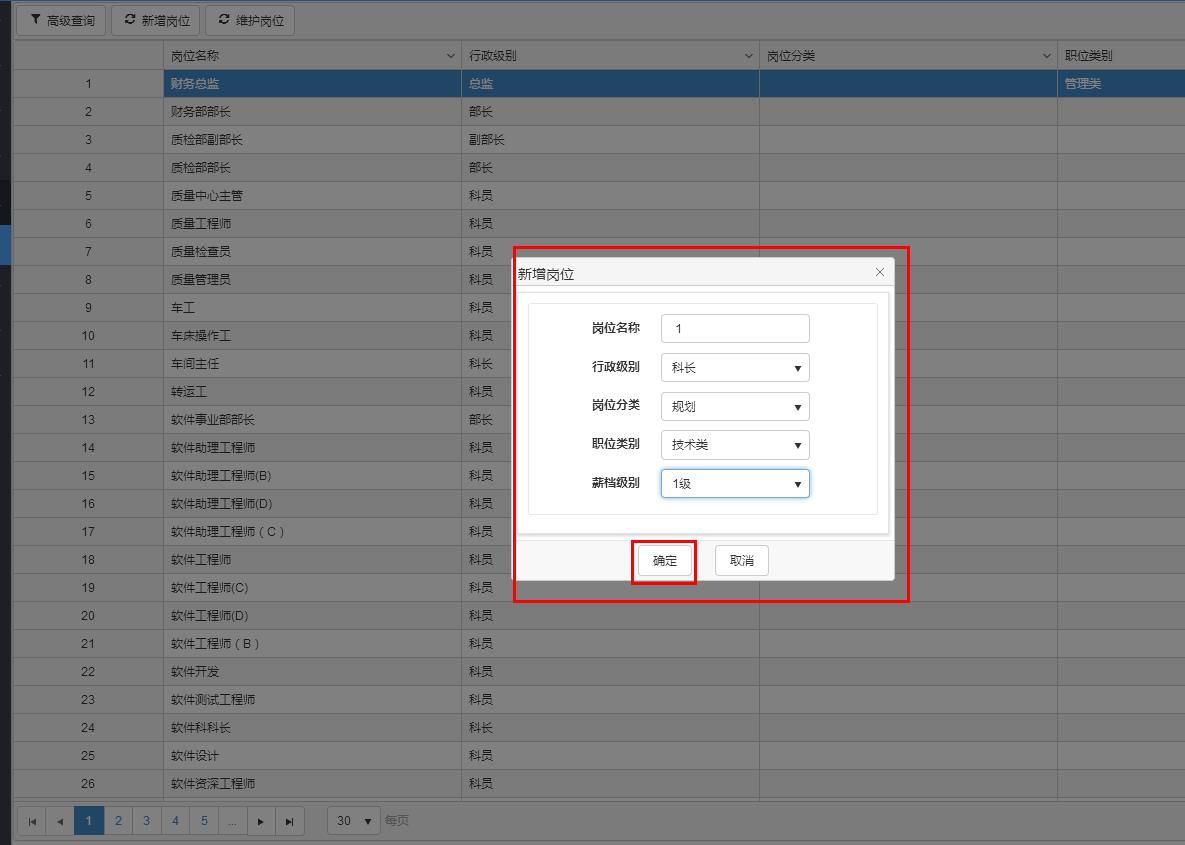 高级查询 新增岗位 维护岗位
岗位名称 行政级别 岗位分类 职位类别
1 财务总监 总监 管理类
2 财务部部长 部长
3 质检部副部长 副部长
4 质检部部长 部长
5 质量中心主管 科员
6 质量工程师 科员
7 质量检查员 科员
8 质量管理员 科员
9 车工 科员
10 车床操作工 科员
11 车间主任 科长
12 转运工 科员
13 软件事业部部长 部长
14 软件助理工程师 科员
15 软件助理工程师(B) 科员
16 软件助理工程师(D) 科员
17 软件助理工程师（C） 科员
18 软件工程师 科员
19 软件工程师(C) 科员
20 软件工程师(D) 科员
21 软件工程师（B） 科员
22 软件开发 科员
23 软件测试工程师 科员
24 软件科科长 科长
25 软件设计 科员
26 软件资深工程师 科员
新增岗位
岗位名称 1
行政级别 科长
岗位分类 规划
职位类别 技术类
薪档级别 1级
确定 取消
1 2 3 4 5 ... 30 每页